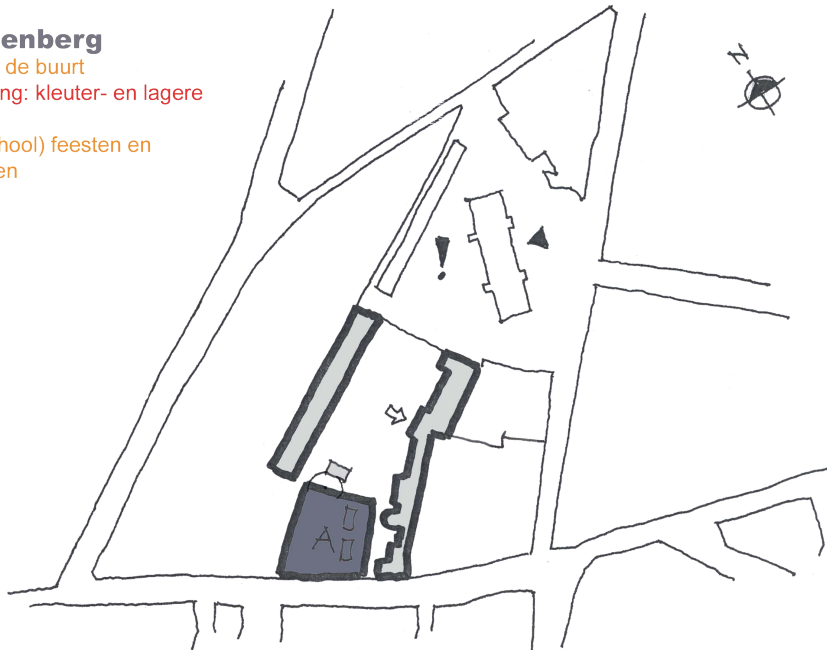 enberg
de buurt
ng: kleuter- en lagere
hool) feesten en
en
N
!
A